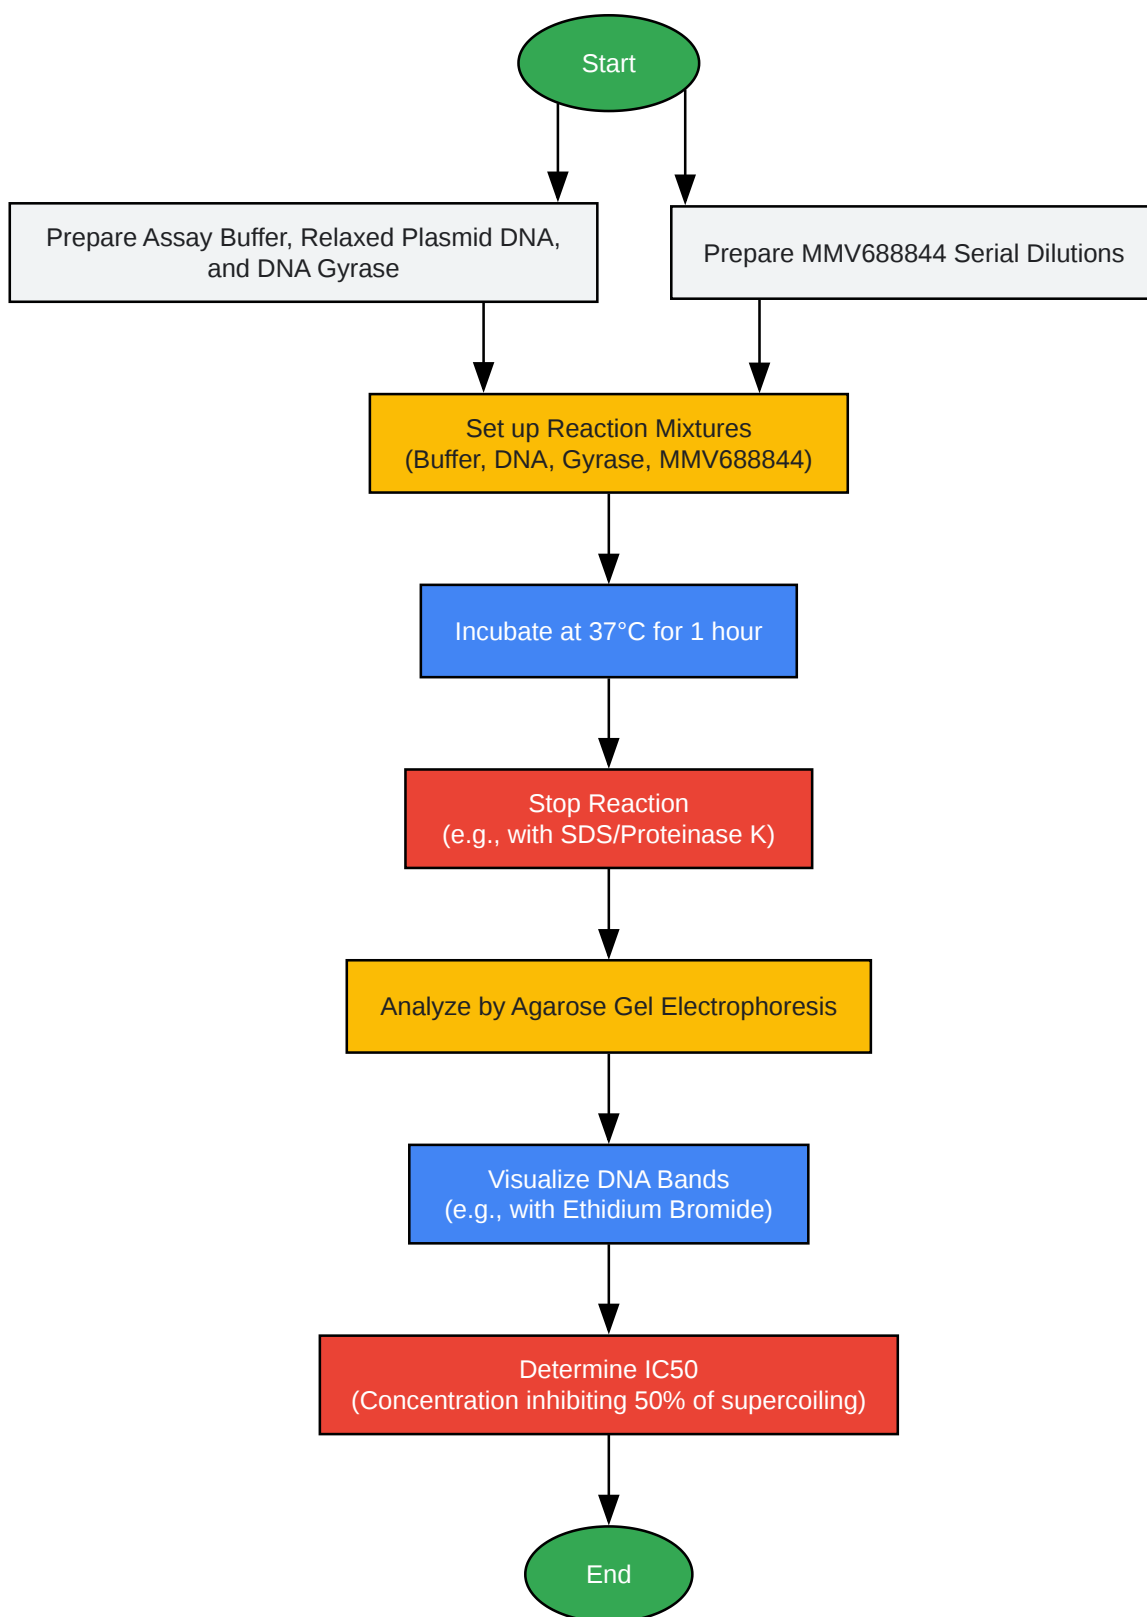 Start
Prepare Assay Buffer, Relaxed Plasmid DNA,
and DNA Gyrase
Prepare MMV688844 Serial Dilutions
Set up Reaction Mixtures
(Buffer, DNA, Gyrase, MMV688844)
Incubate at 37°C for 1 hour
Stop Reaction
(e.g., with SDS/Proteinase K)
Analyze by Agarose Gel Electrophoresis
Visualize DNA Bands
(e.g., with Ethidium Bromide)
Determine IC50
(Concentration inhibiting 50% of supercoiling)
End